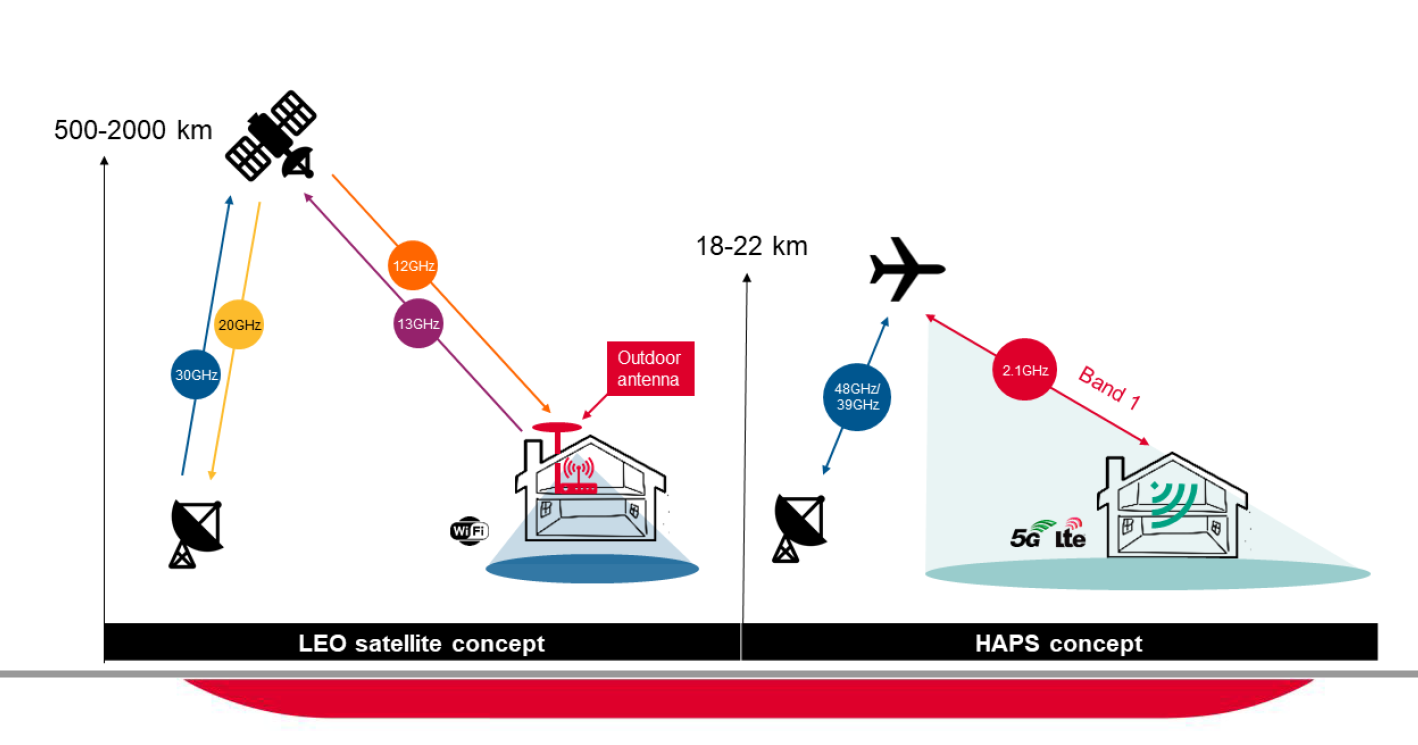 500-2000 km
18-22 km
12GHz
13GHz
20GHz
30GHz
Outdoor
antenna
2.1GHz
Band 1
48GHz/
39GHz
WiFi
5G Lte
LEO satellite concept
HAPS concept